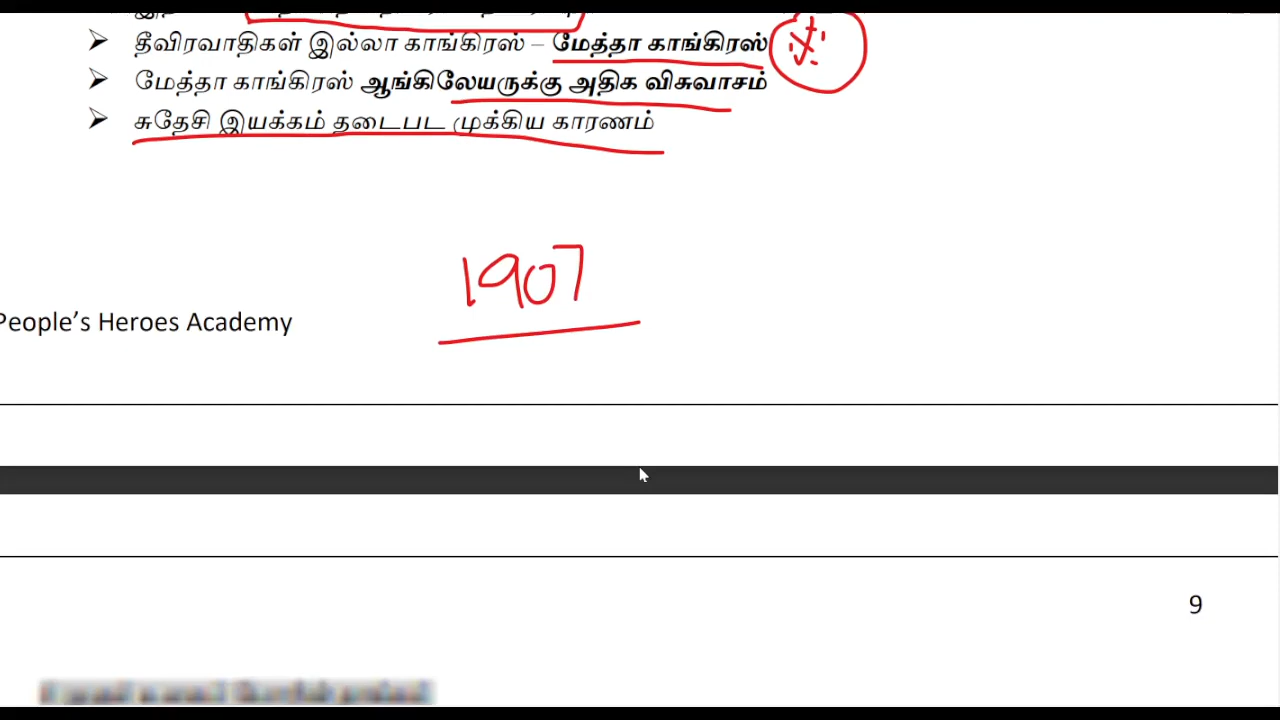 தீவிரவாதிகள் இல்லா காங்கிரஸ் – மேத்தா காங்கிரஸ்
மேத்தா காங்கிரஸ் ஆங்கிலேயருக்கு அதிக விசுவாசம்
சுதேசி இயக்கம் தடைபட முக்கிய காரணம்
1907
People's Heroes Academy
9